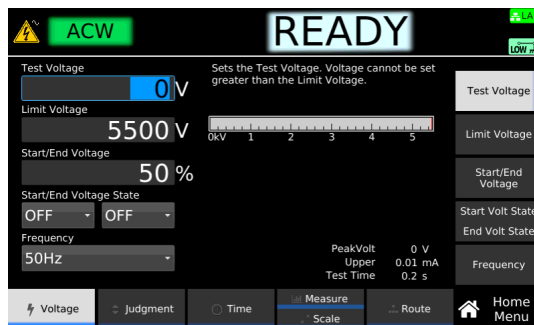 ACW
READY
LA
LOW
Test Voltage
0 V
Limit Voltage
5500 V
Start/End Voltage
50 %
Start/End Voltage State
OFF OFF
Frequency
50Hz
Sets the Test Voltage. Voltage cannot be set
greater than the Limit Voltage.
0kV 1 2 3 4 5
PeakVolt 0 V
Upper 0.01 mA
Test Time 0.2 s
Test Voltage
Limit Voltage
Start/End
Voltage
Start Volt State
End Volt State
Frequency
Voltage
Judgment
Time
Measure
Scale
Route
Home
Menu